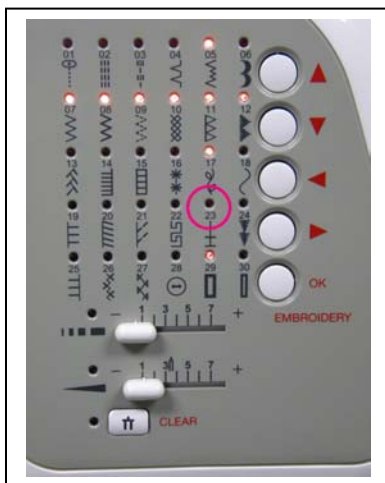 01 02 03 04 05 06
07 08 09 10 11 12
13 14 15 16 17 18
19 20 21 22 23 24
25 26 27 28 29 30
OK
EMBROIDERY
- 1 3 5 7 +
- 1 3 5 7 +
CLEAR